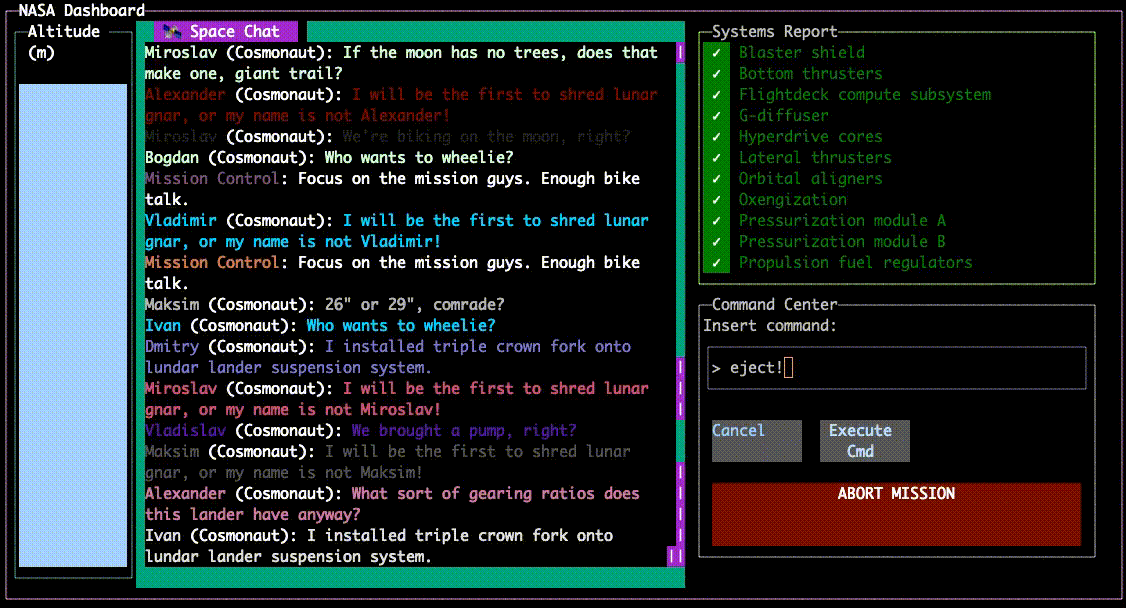 NASA Dashboard
Altitude
(m)
Space Chat
Miroslav (Cosmonaut): If the moon has no trees, does that
make one, giant trail?
Alexander (Cosmonaut): I will be the first to shred lunar
gnar, or my name is not Alexander!
Miroslav (Cosmonaut): We're biking on the moon, right?
Bogdan (Cosmonaut): Who wants to wheelie?
Mission Control: Focus on the mission guys. Enough bike
talk.
Vladimir (Cosmonaut): I will be the first to shred lunar
gnar, or my name is not Vladimir!
Mission Control: Focus on the mission guys. Enough bike
talk.
Maksim (Cosmonaut): 26" or 29", comrade?
Ivan (Cosmonaut): Who wants to wheelie?
Dmitry (Cosmonaut): I installed triple crown fork onto
lundar lander suspension system.
Miroslav (Cosmonaut): I will be the first to shred lunar
gnar, or my name is not Miroslav!
Vladislav (Cosmonaut): We brought a pump, right?
Maksim (Cosmonaut): I will be the first to shred lunar
gnar, or my name is not Maksim!
Alexander (Cosmonaut): What sort of gearing ratios does
this lander have anyway?
Ivan (Cosmonaut): I installed triple crown fork onto
lundar lander suspension system.
Systems Report
✓ Blaster shield
✓ Bottom thrusters
✓ Flightdeck compute subsystem
✓ G-diffuser
✓ Hyperdrive cores
✓ Lateral thrusters
✓ Orbital aligners
✓ Oxengization
✓ Pressurization module A
✓ Pressurization module B
✓ Propulsion fuel regulators
Command Center
Insert command:
> eject!
Cancel
Execute
Cmd
ABORT MISSION